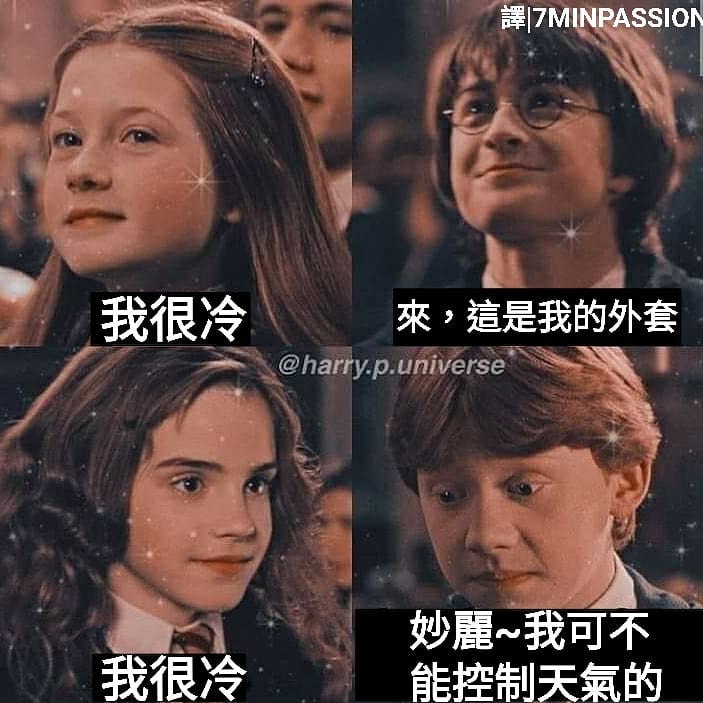 譯|7MINPASSION
我很冷
來，這是我的外套
@harry.p.universe
我很冷
妙麗~我可不
能控制天氣的